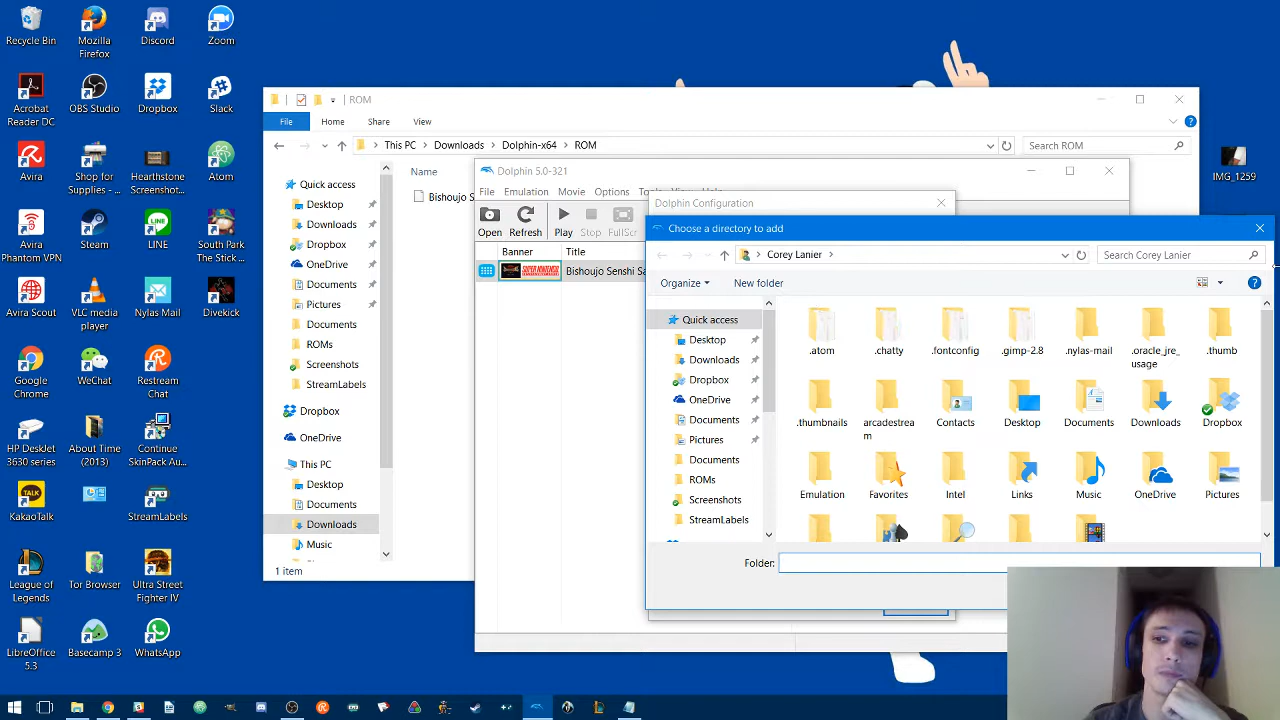 Recycle Bin
Mozilla
Firefox
Discord
Zoom
Acrobat
Reader DC
OBS Studio
Dropbox
Slack
Avira
Shop for
Supplies - ...
Hearthstone
Screenshot...
Atom
Avira
Phantom VPN
Steam
LINE
South Park
The Stick ...
Avira Scout
VLC media
player
Nylas Mail
Divekick
Google
Chrome
WeChat
Restream
Chat
HP DeskJet
3630 series
About Time
(2013)
Continue
SkinPack Au...
KakaoTalk
TALK
StreamLabels
League of
Legends
Tor Browser
Ultra Street
Fighter IV
LibreOffice
5.3
Basecamp 3
WhatsApp
IMG_1259
ROM
File
Home
Share
View
This PC
Downloads
Dolphin-x64
ROM
Search ROM
Quick access
Desktop
Downloads
Dropbox
OneDrive
Documents
Pictures
Documents
ROMs
Screenshots
StreamLabels
Dropbox
OneDrive
This PC
Desktop
Documents
Downloads
Music
Name
Bishoujo S
1 item
Dolphin 5.0-321
File
Emulation
Movie
Options
Open
Refresh
Play
Stop
FullScr
Banner
Title
SUPER NINTENDO
Bishoujo Senshi Sa
Dolphin Configuration
Choose a directory to add
Corey Lanier
Search Corey Lanier
Organize
New folder
Quick access
Desktop
Downloads
Dropbox
OneDrive
Documents
Pictures
Documents
ROMs
Screenshots
StreamLabels
.atom
.chatty
.fontconfig
.gimp-2.8
.nylas-mail
.oracle_jre_
usage
.thumb
.thumbnails
arcadestrea
m
Contacts
Desktop
Documents
Downloads
Dropbox
Emulation
Favorites
Intel
Links
Music
OneDrive
Pictures
Folder: